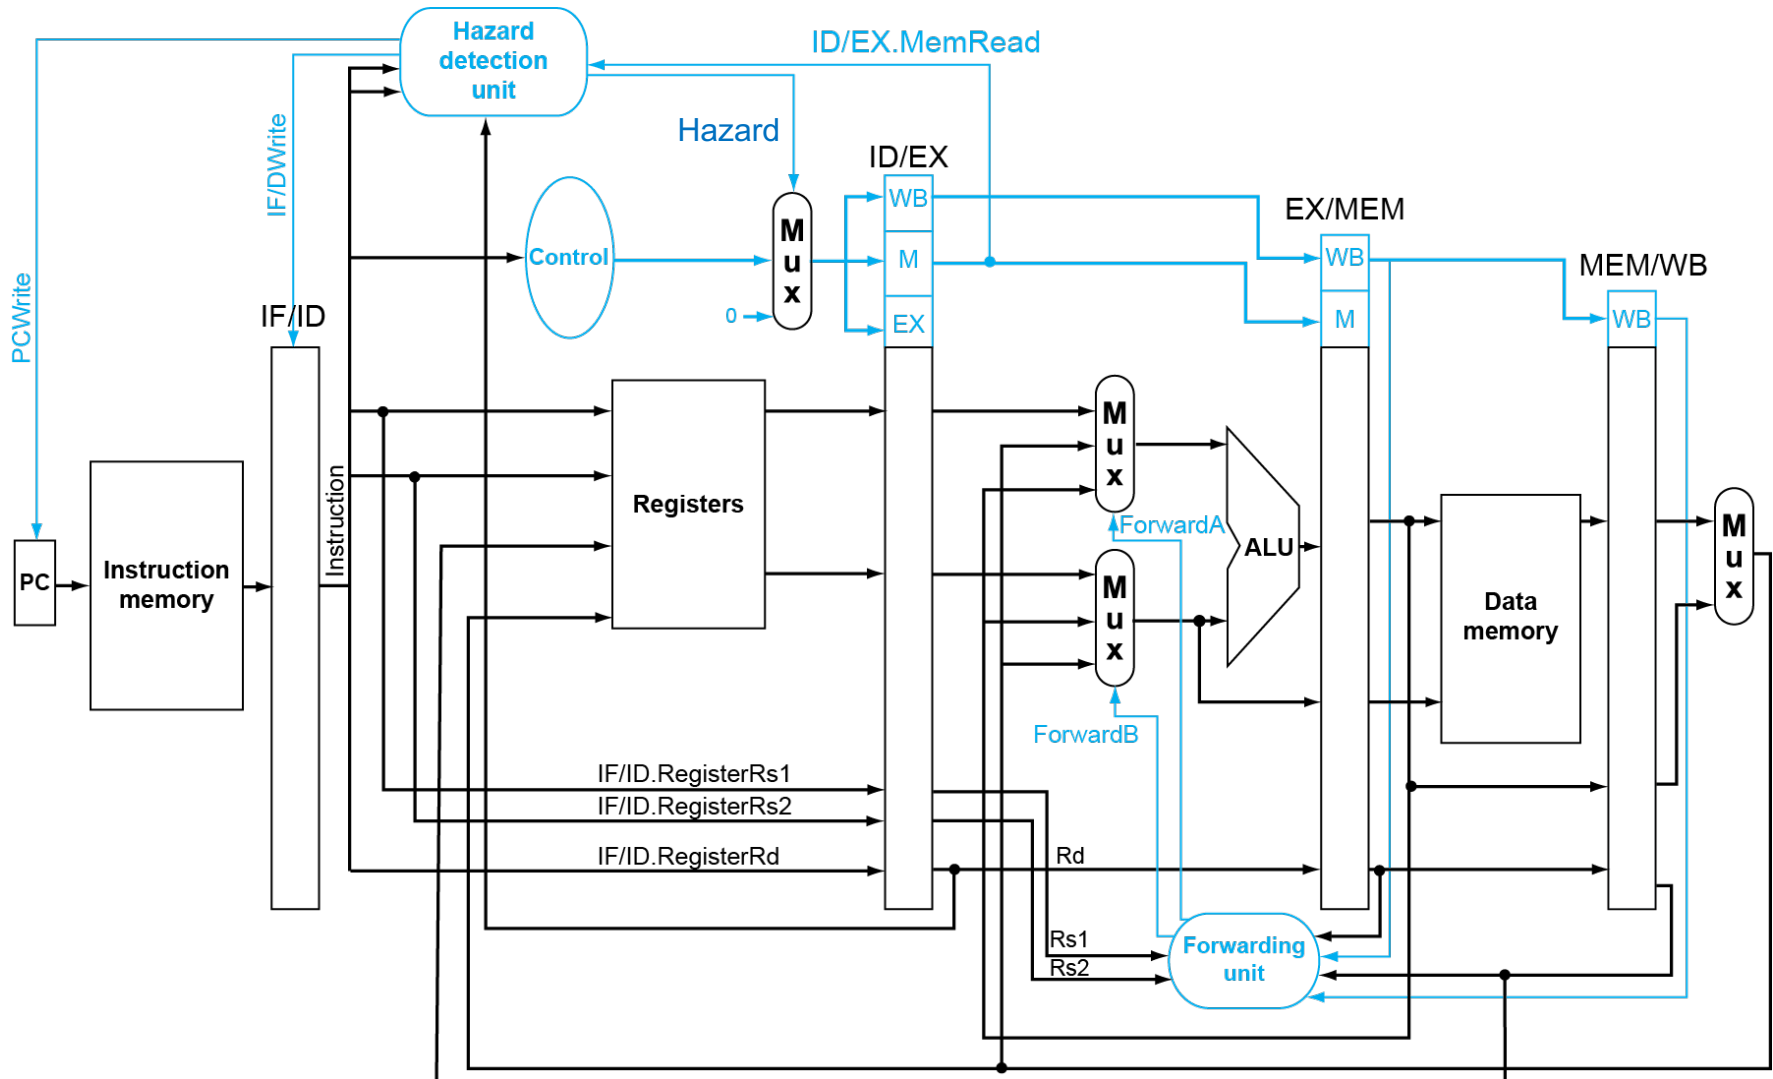 Hazard
detection
unit
ID/EX.MemRead
Hazard
IF/DWrite
PCWrite
ID/EX
WB
M
EX
Control
0
M
u
x
EX/MEM
WB
M
MEM/WB
WB
IF/ID
Instruction
PC
Instruction
memory
Registers
M
u
x
ForwardA
M
u
x
ForwardB
ALU
Data
memory
M
u
x
IF/ID.RegisterRs1
IF/ID.RegisterRs2
IF/ID.RegisterRd
Rd
Rs1
Rs2
Forwarding
unit